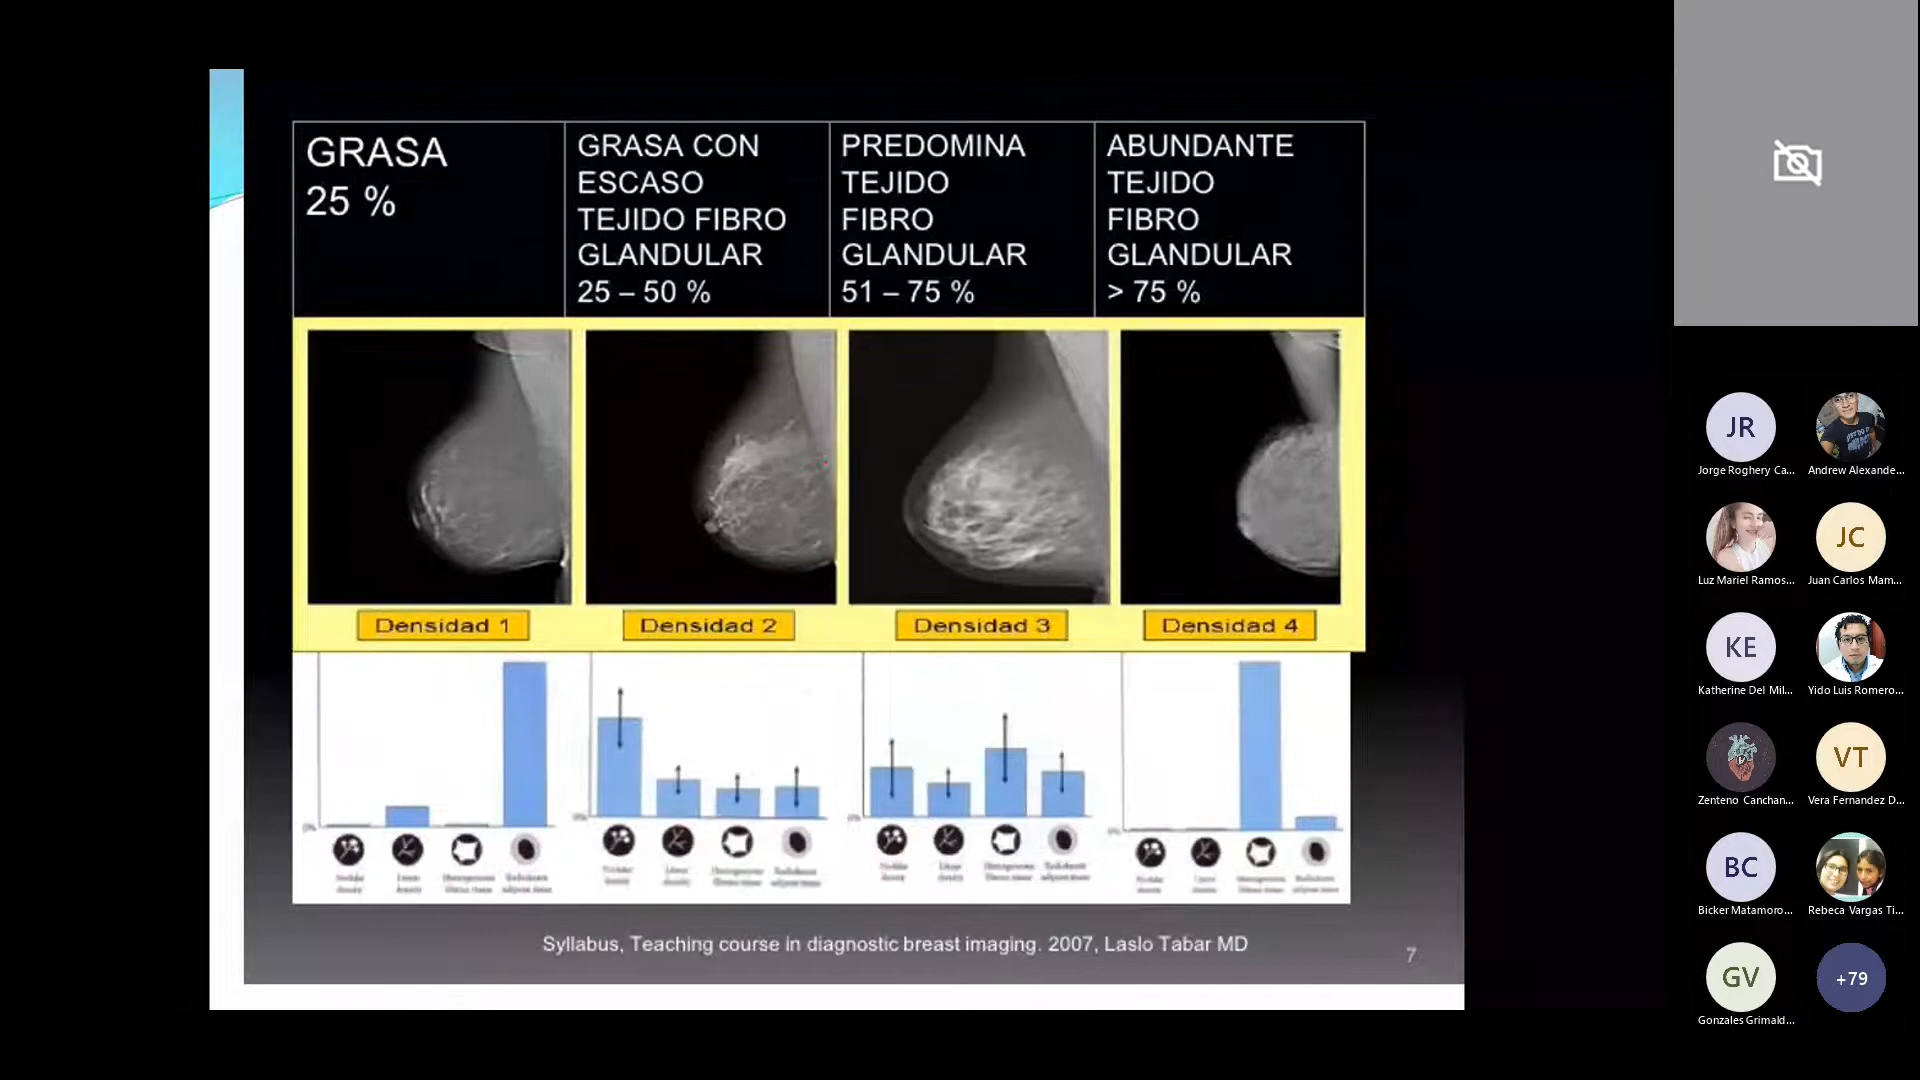 GRASA
25 %
GRASA CON
ESCASO
TEJIDO FIBRO
GLANDULAR
25 – 50 %
PREDOMINA
TEJIDO
FIBRO
GLANDULAR
51 – 75 %
ABUNDANTE
TEJIDO
FIBRO
GLANDULAR
> 75 %
Densidad 1
Densidad 2
Densidad 3
Densidad 4
Syllabus, Teaching course in diagnostic breast imaging. 2007, Laslo Tabar MD
7
JR
Jorge Roghery Ca...
Andrew Alexande...
Luz Mariel Ramos...
JC
Juan Carlos Mam...
KE
Katherine Del Mil...
Yido Luis Romero...
Zenteno Canchan...
VT
Vera Fernandez D...
BC
Bicker Matamoro...
Rebeca Vargas Ti...
GV
Gonzales Grimald...
+79